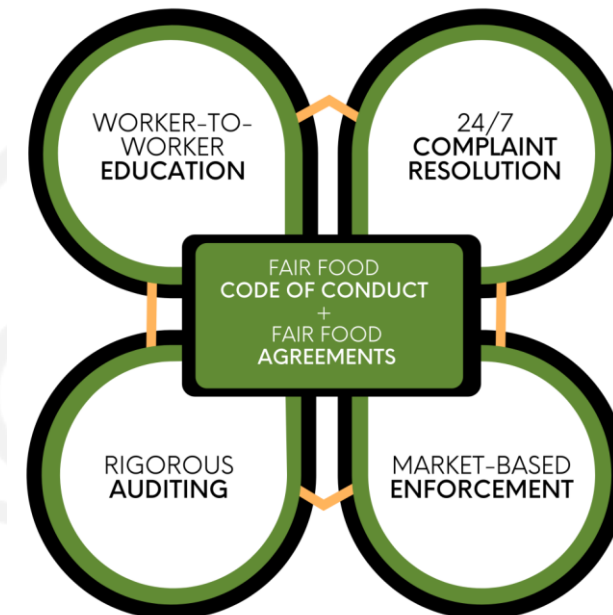 WORKER-TO-
WORKER
EDUCATION
24/7
COMPLAINT
RESOLUTION
FAIR FOOD
CODE OF CONDUCT
+
FAIR FOOD
AGREEMENTS
RIGOROUS
AUDITING
MARKET-BASED
ENFORCEMENT